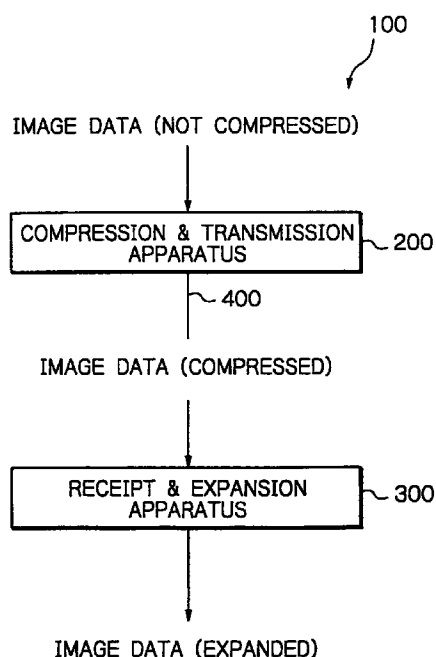 100
IMAGE DATA (NOT COMPRESSED)
COMPRESSION & TRANSMISSION
APPARATUS
200
400
IMAGE DATA (COMPRESSED)
RECEIPT & EXPANSION
APPARATUS
300
IMAGE DATA (EXPANDED)